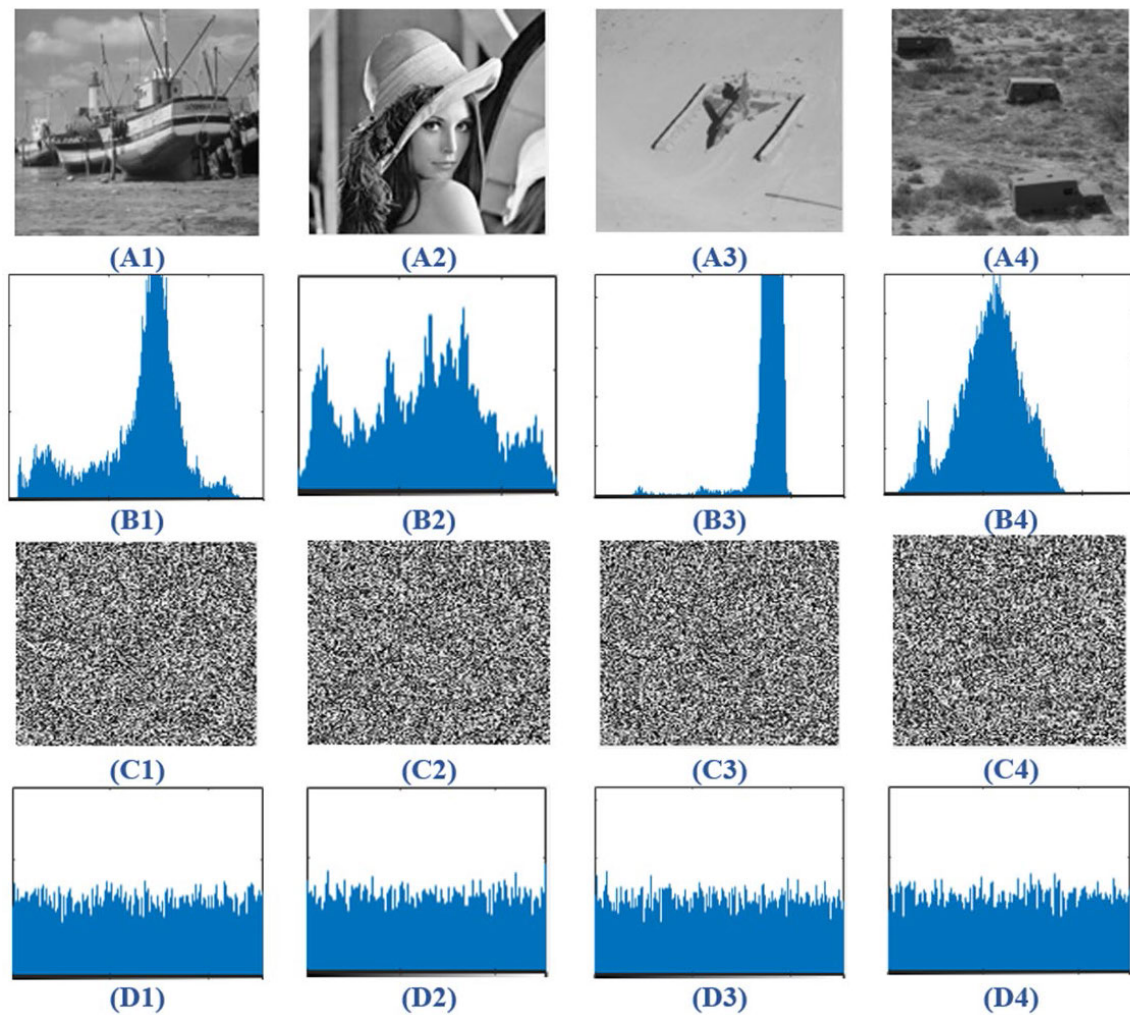 (A1) (A2) (A3) (A4)
(B1) (B2) (B3) (B4)
(C1) (C2) (C3) (C4)
(D1) (D2) (D3) (D4)